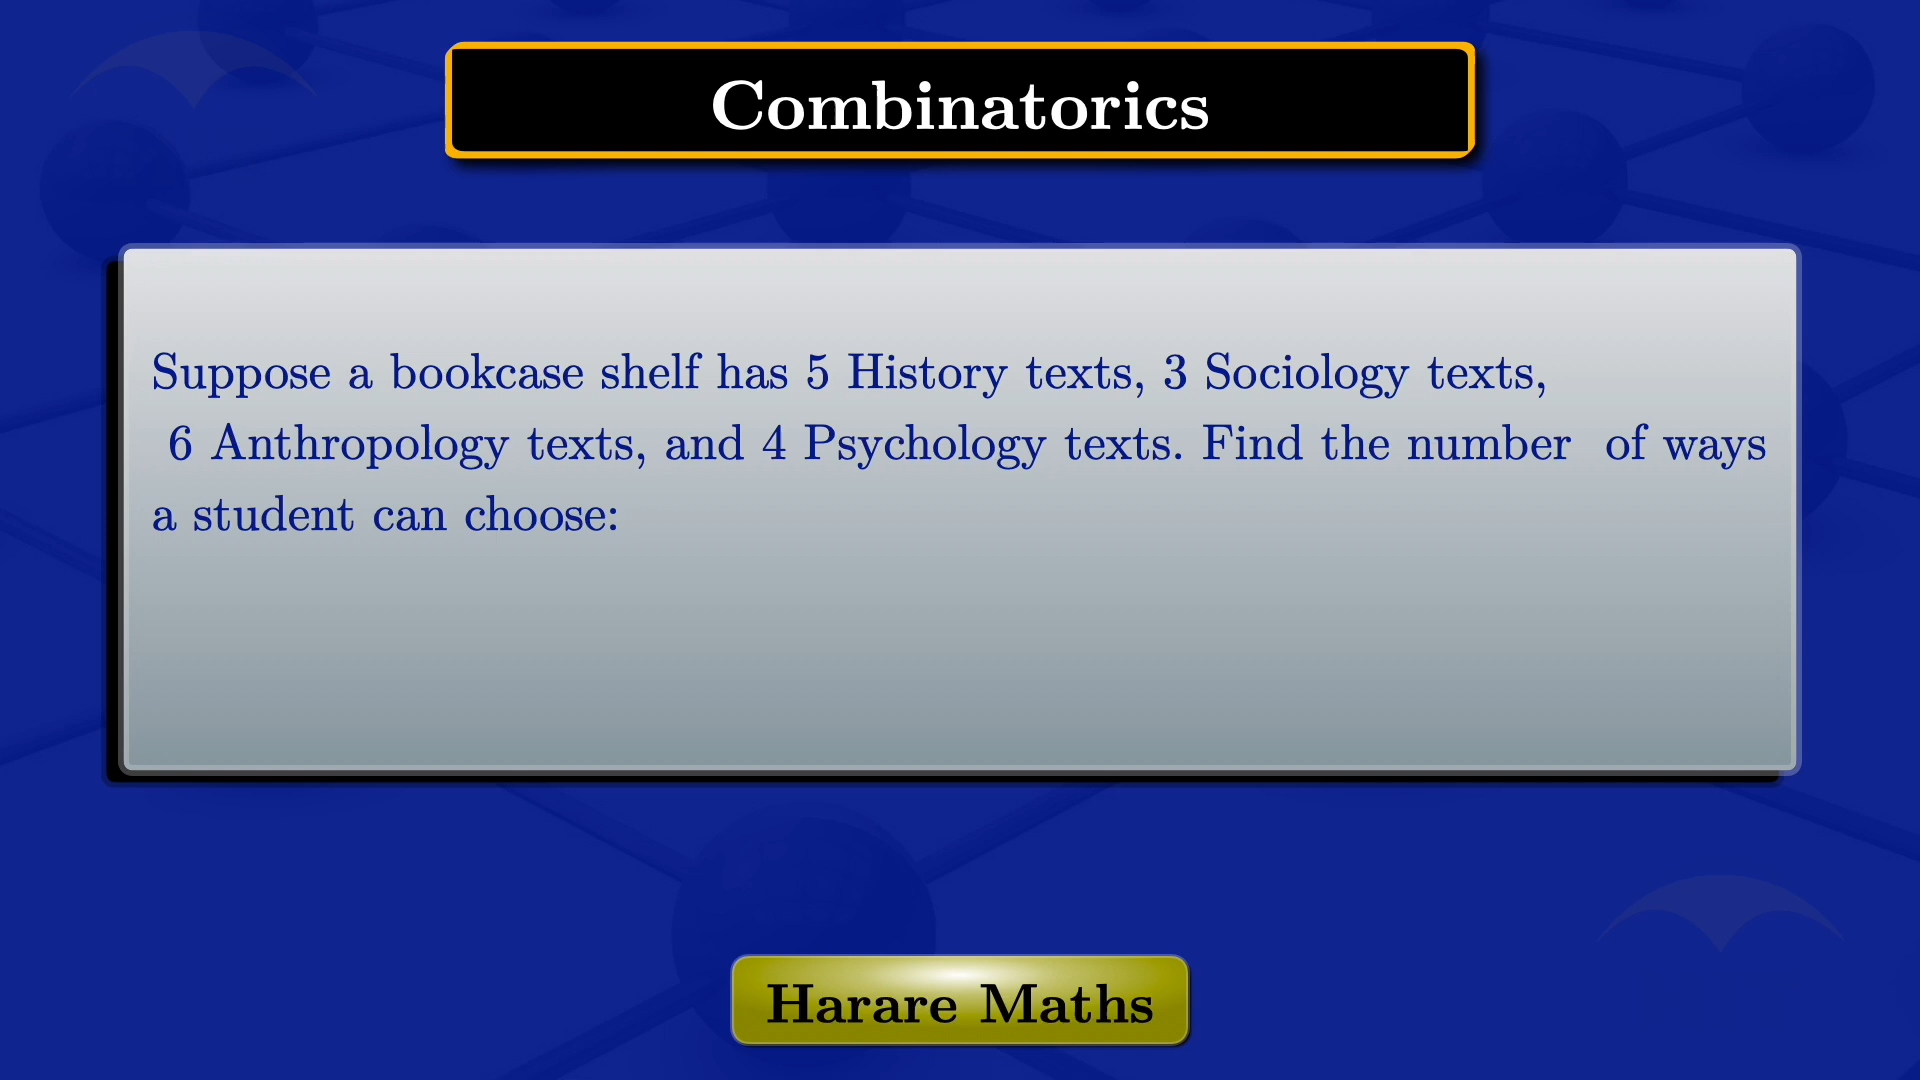 Combinatorics
Suppose a bookcase shelf has 5 History texts, 3 Sociology texts,
6 Anthropology texts, and 4 Psychology texts. Find the number of ways
a student can choose:
Harare Maths